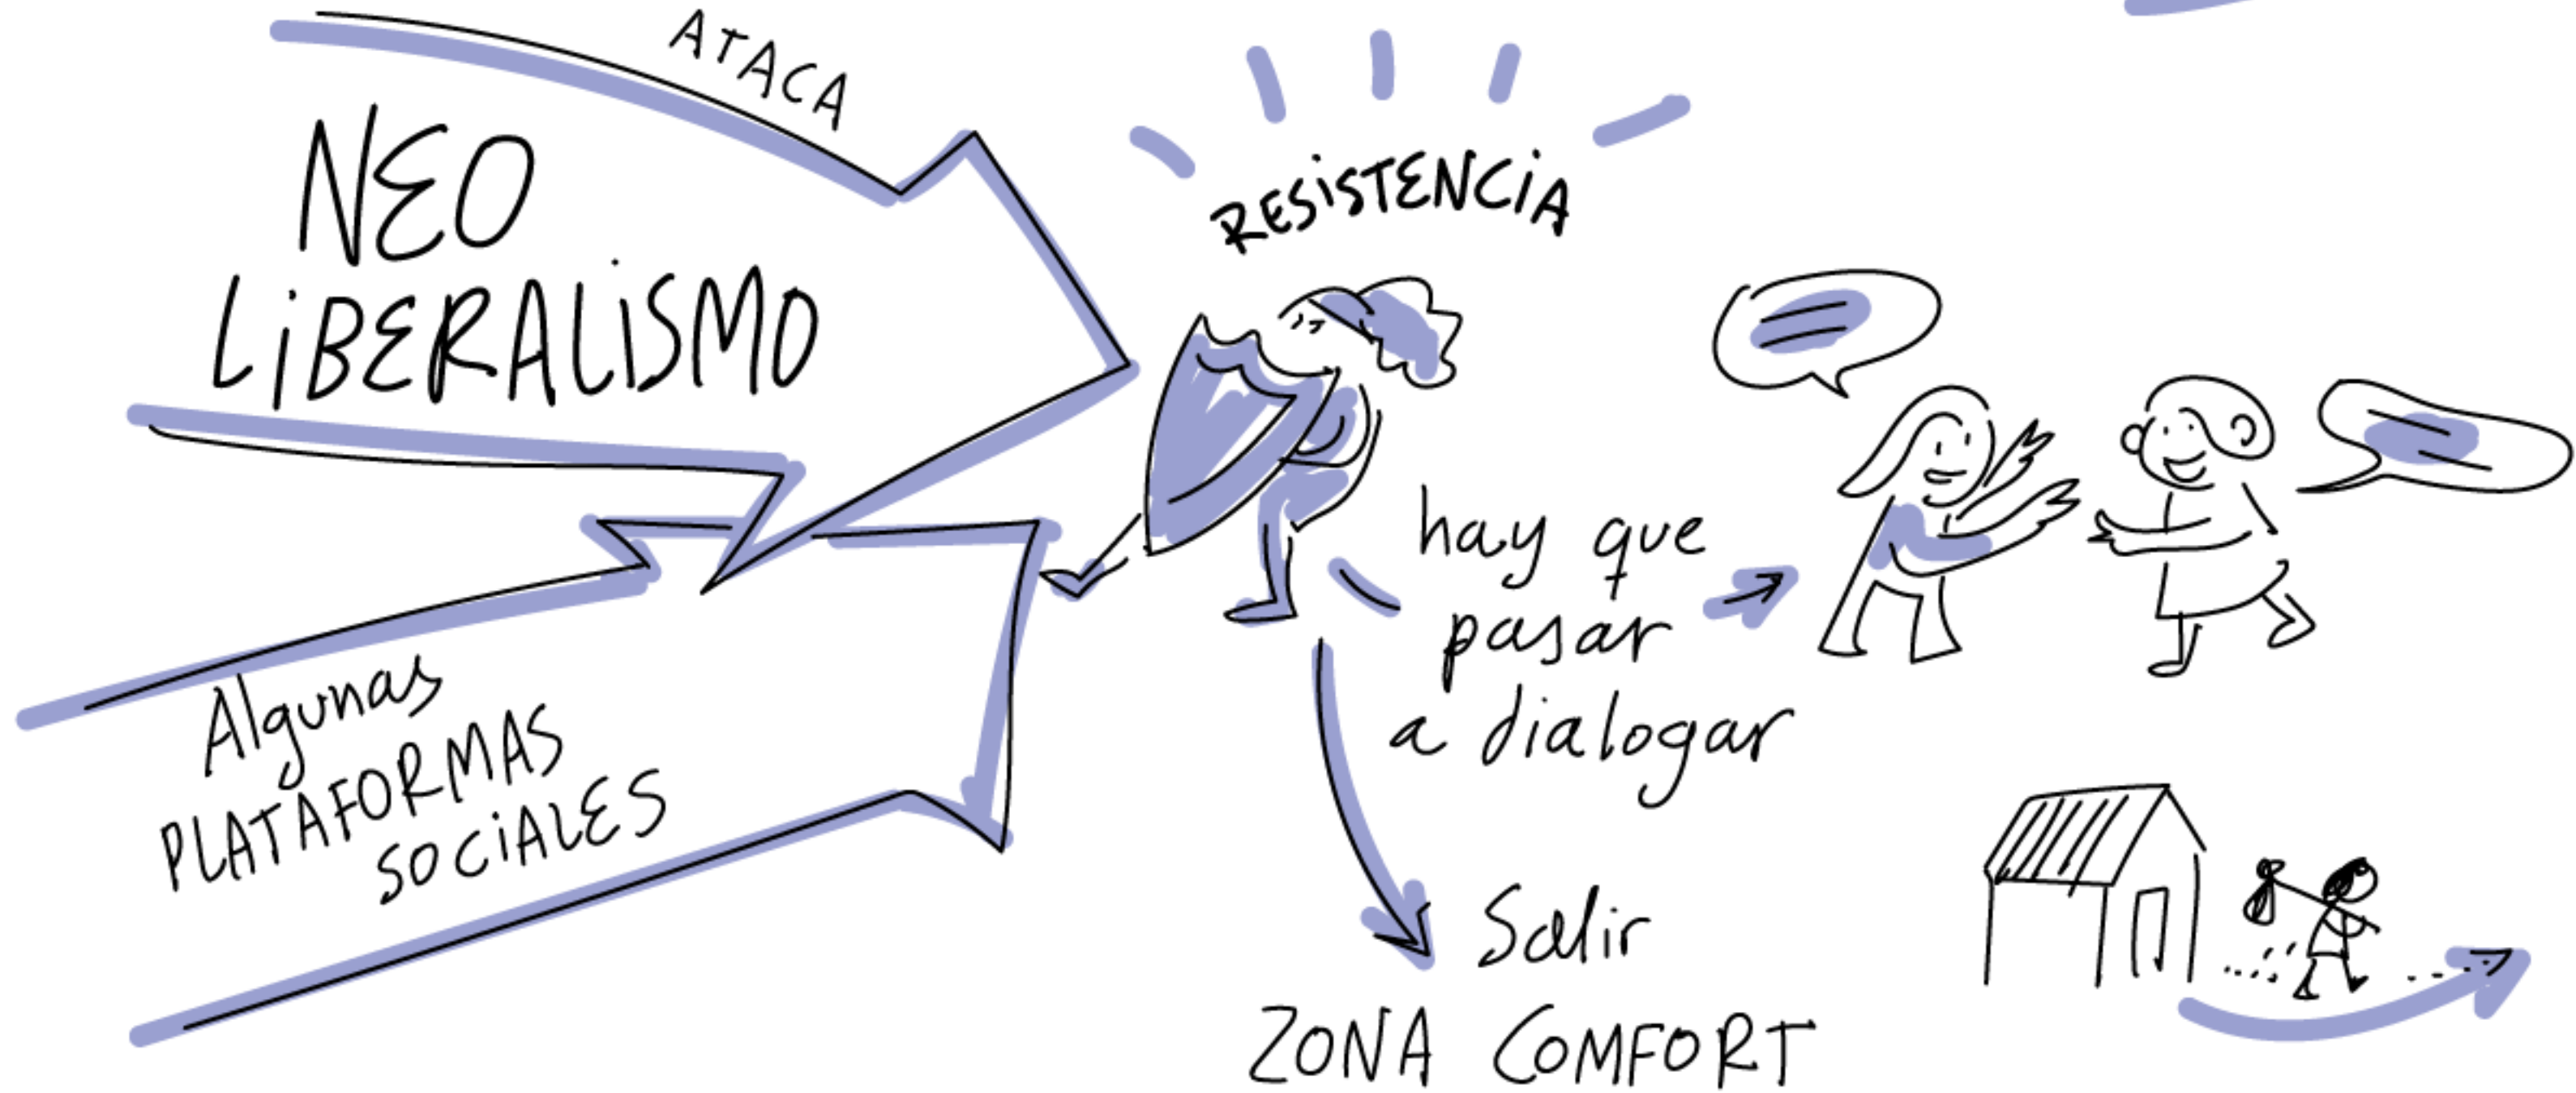 ATACA
NEO
LIBERALISMO
Algunas
PLATAFORMAS
SOCIALES
RESISTENCIA
hay que
pasar
a dialogar
Salir
ZONA COMFORT